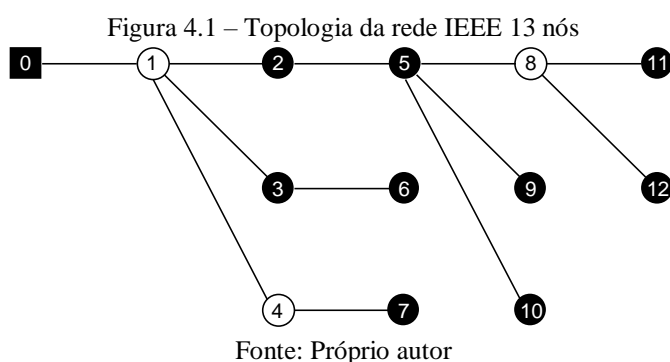 Figura 4.1 – Topologia da rede IEEE 13 nós
0 1 2 5 8 11
3 6 9 12
4 7 10
Fonte: Próprio autor